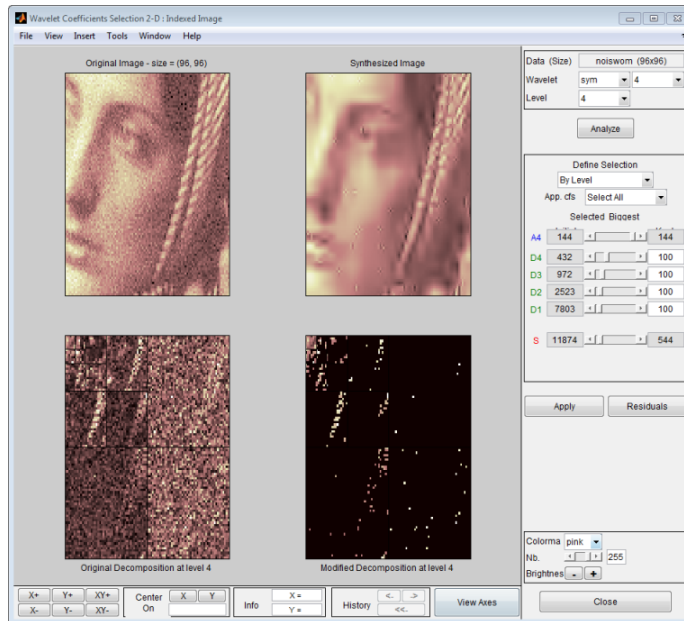 Wavelet Coefficients Selection 2-D : Indexed Image
File View Insert Tools Window Help
Original Image - size = (96, 96)
Synthesized Image
Original Decomposition at level 4
Modified Decomposition at level 4
Data (Size) noiswom (96x96)
Wavelet sym 4
Level 4
Analyze
Define Selection
By Level
App. cfs Select All
Selected Biggest
A4 144 144
D4 432 100
D3 972 100
D2 2523 100
D1 7803 100
S 11874 544
Apply Residuals
Colorma pink
Nb. 255
Brightnes - +
Close
X+ Y+ XY+
X- Y- XY-
Center On X Y
Info X = Y =
History <- ->
<<-
View Axes